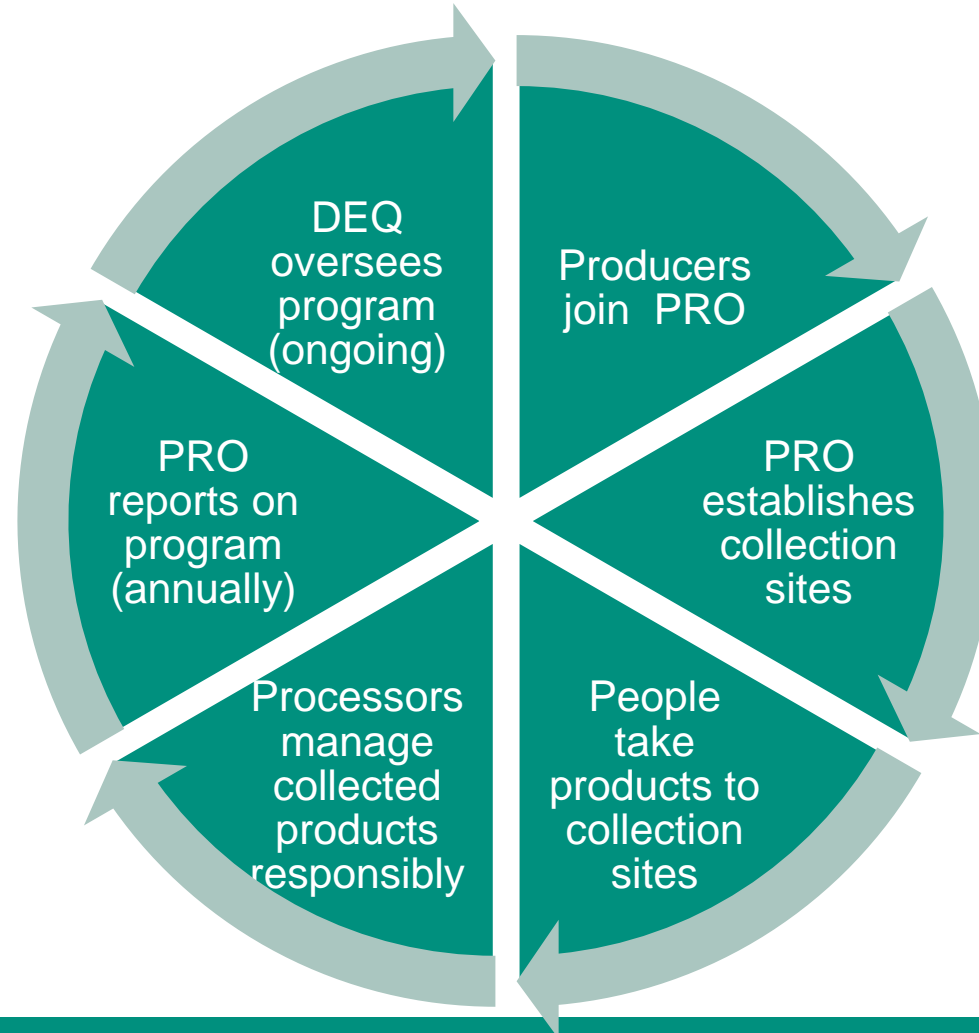 Producers
join PRO
PRO
establishes
collection
sites
People
take
products to
collection
sites
Processors
manage
collected
products
responsibly
PRO
reports on
program
(annually)
DEQ
oversees
program
(ongoing)